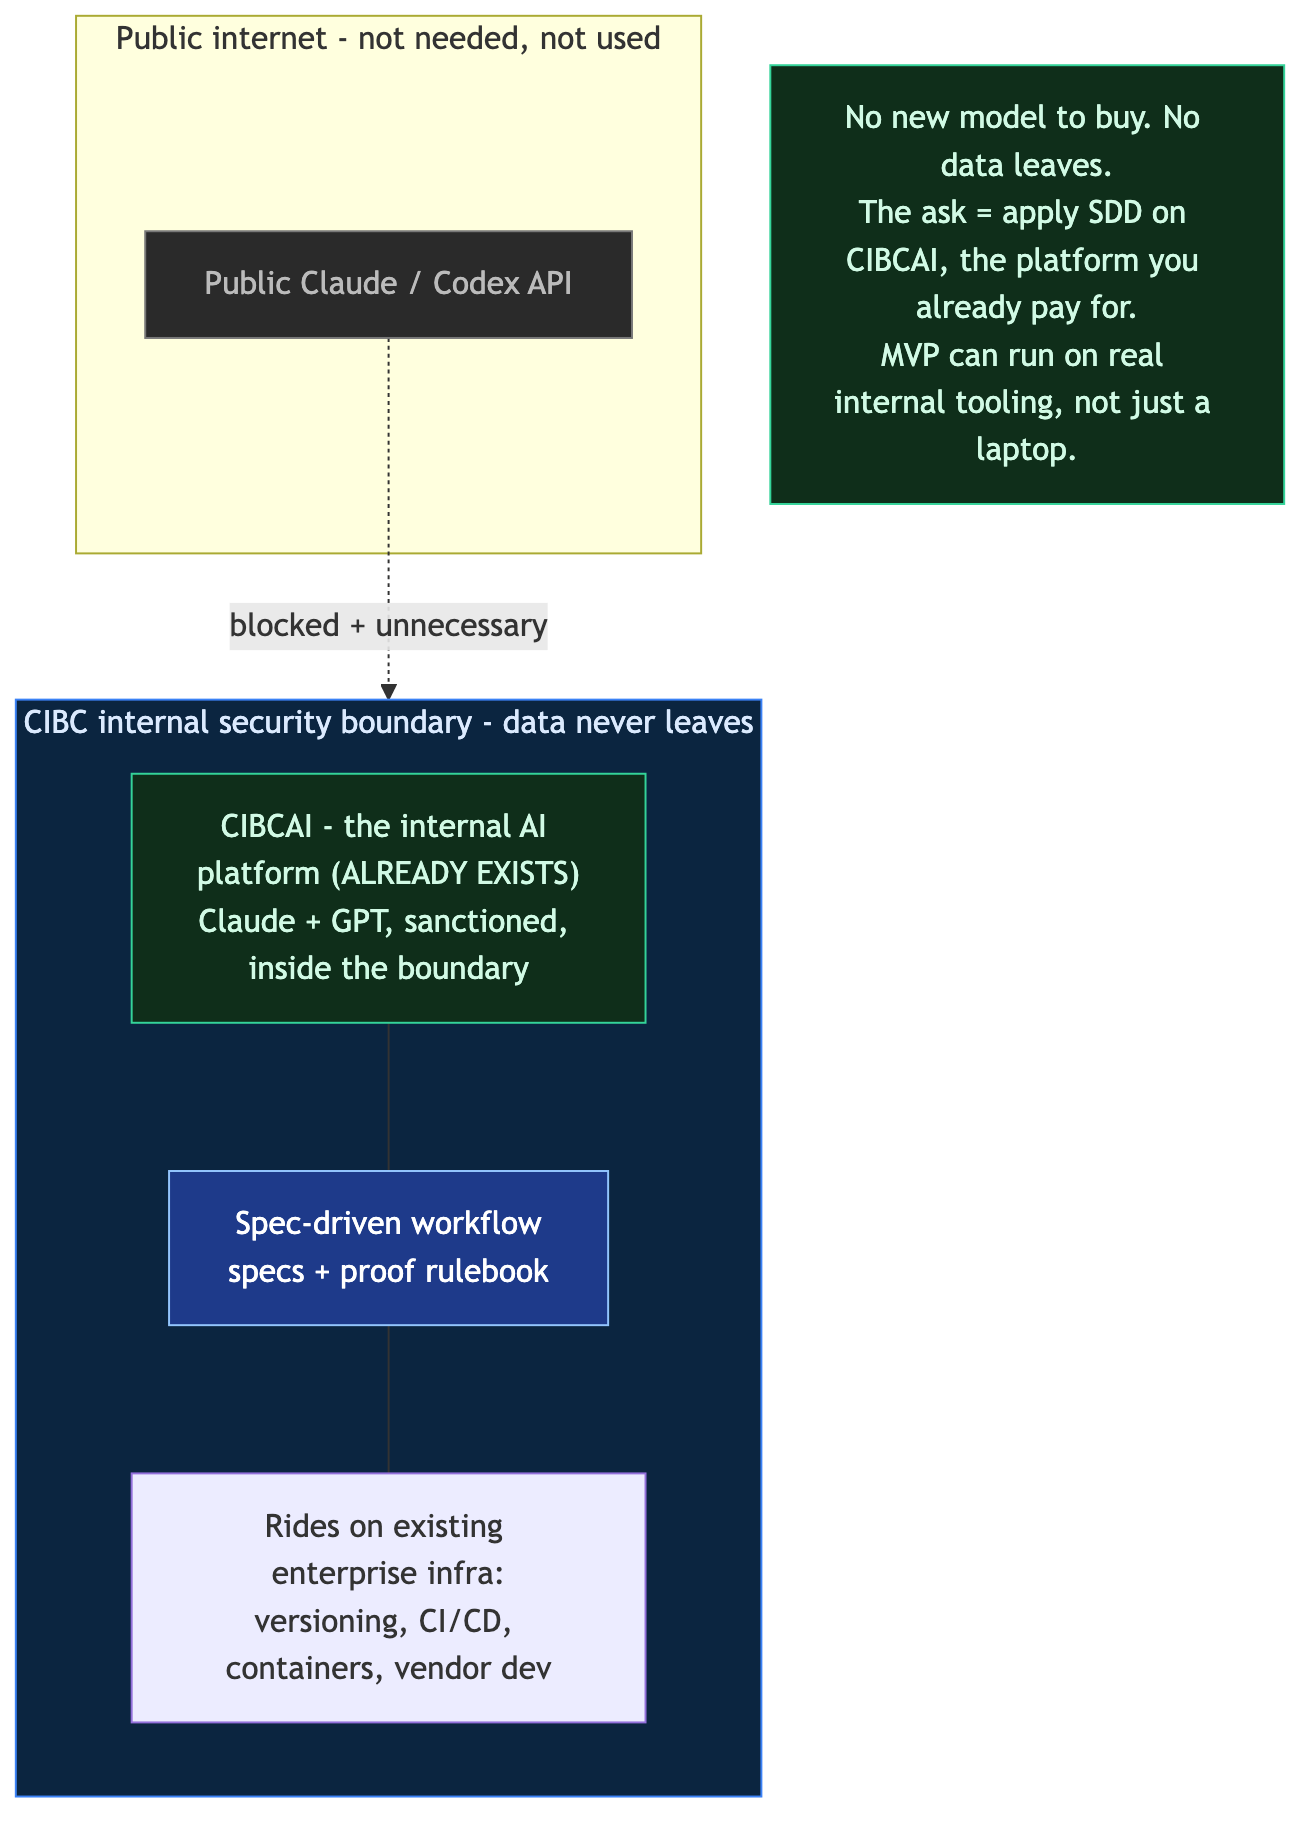 Public internet - not needed, not used
Public Claude / Codex API
No new model to buy. No
data leaves.
The ask = apply SDD on
CIBCAI, the platform you
already pay for.
MVP can run on real
internal tooling, not just a
laptop.
blocked + unnecessary
CIBC internal security boundary - data never leaves
CIBCAI - the internal AI
platform (ALREADY EXISTS)
Claude + GPT, sanctioned,
inside the boundary
Spec-driven workflow
specs + proof rulebook
Rides on existing
enterprise infra:
versioning, CI/CD,
containers, vendor dev